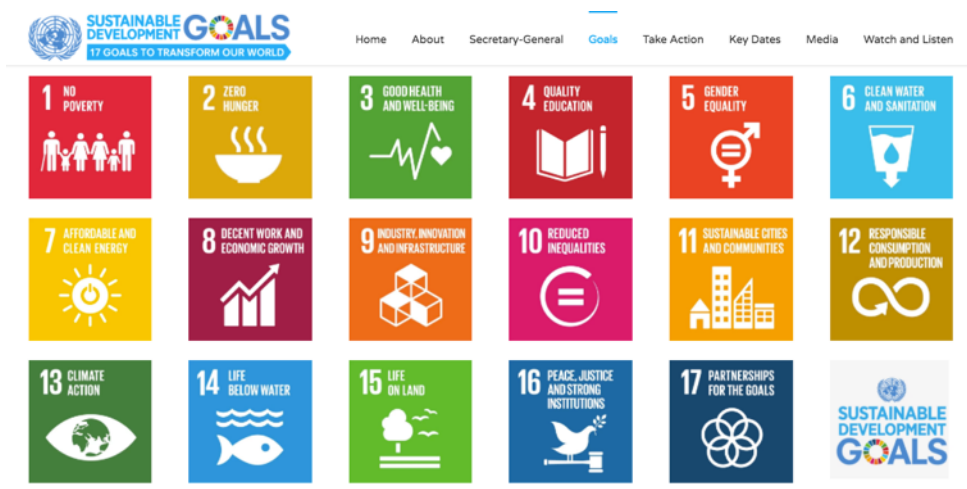 SUSTAINABLE
DEVELOPMENT
GOALS
17 GOALS TO TRANSFORM OUR WORLD
Home About Secretary-General Goals Take Action Key Dates Media Watch and Listen
1 NO
POVERTY
2 ZERO
HUNGER
3 GOOD HEALTH
AND WELL-BEING
4 QUALITY
EDUCATION
5 GENDER
EQUALITY
6 CLEAN WATER
AND SANITATION
7 AFFORDABLE AND
CLEAN ENERGY
8 DECENT WORK AND
ECONOMIC GROWTH
9 INDUSTRY, INNOVATION
AND INFRASTRUCTURE
10 REDUCED
INEQUALITIES
11 SUSTAINABLE CITIES
AND COMMUNITIES
12 RESPONSIBLE
CONSUMPTION
AND PRODUCTION
13 CLIMATE
ACTION
14 LIFE
BELOW WATER
15 LIFE
ON LAND
16 PEACE, JUSTICE
AND STRONG
INSTITUTIONS
17 PARTNERSHIPS
FOR THE GOALS
SUSTAINABLE
DEVELOPMENT
GOALS